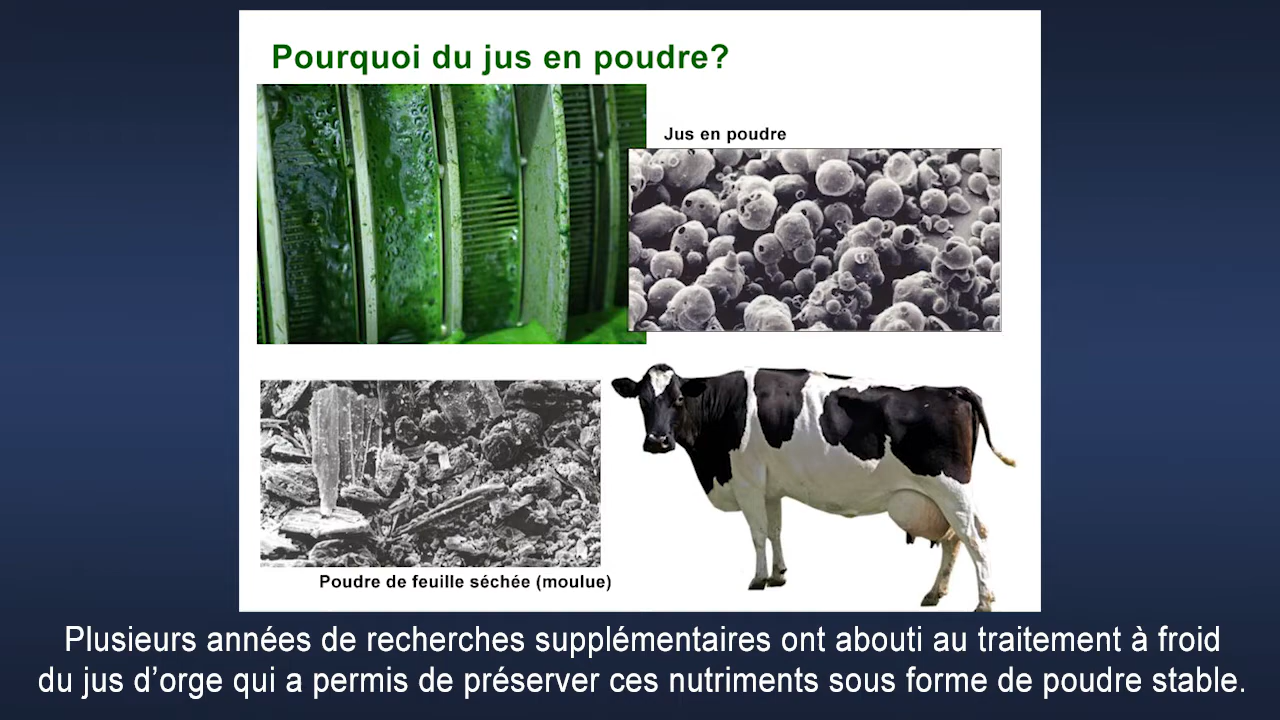 Pourquoi du jus en poudre?
Jus en poudre
Poudre de feuille séchée (moulue)
Plusieurs années de recherches supplémentaires ont abouti au traitement à froid
du jus d’orge qui a permis de préserver ces nutriments sous forme de poudre stable.